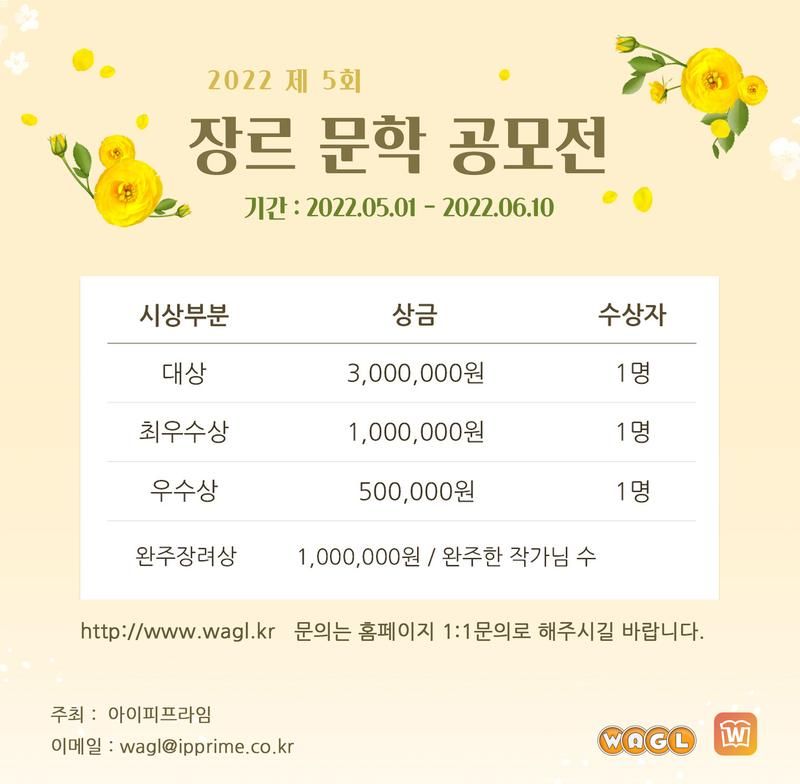 2022 제 5회
장르 문학 공모전
기간 : 2022.05.01 - 2022.06.10
시상부분 상금 수상자
대상 3,000,000원 1명
최우수상 1,000,000원 1명
우수상 500,000원 1명
완주장려상 1,000,000원 / 완주한 작가님 수
http://www.wagl.kr 문의는 홈페이지 1:1문의로 해주시길 바랍니다.
주최 : 아이피프라임
이메일 : wagl@ipprime.co.kr
WAGL W